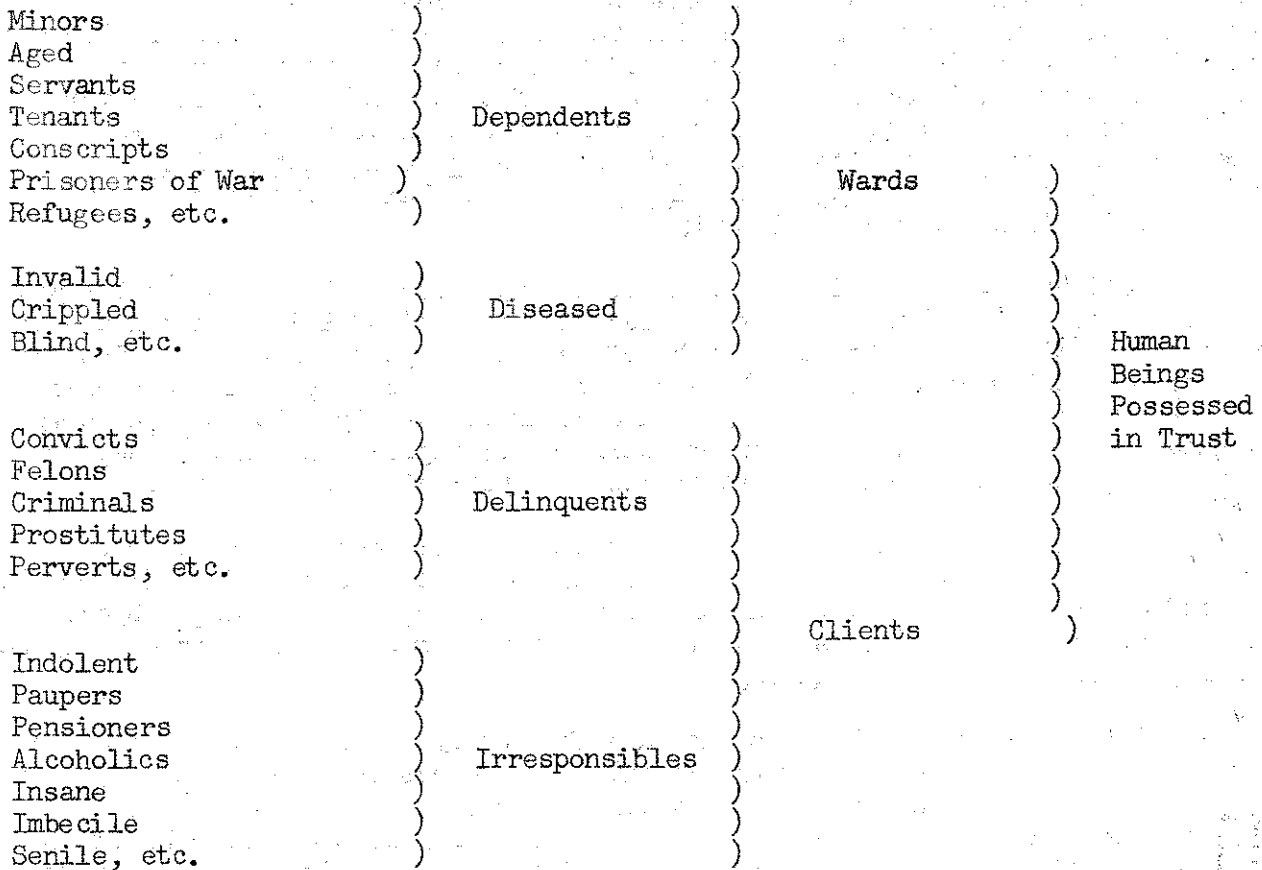 Minors ) )
Aged ) )
Servants ) )
Tenants ) Dependents )
Conscripts ) )
Prisoners of War ) ) Wards )
Refugees, etc. ) ) )
) )
Invalid ) ) )
Crippled ) Diseased ) )
Blind, etc. ) ) ) Human
) Beings
) Possessed
Convicts ) ) ) in Trust
Felons ) ) )
Criminals ) Delinquents ) )
Prostitutes ) ) )
Perverts, etc. ) ) )
) )
) Clients )
Indolent ) )
Paupers ) )
Pensioners ) )
Alcoholics ) Irresponsibles )
Insane ) )
Imbecile ) )
Senile, etc. ) )